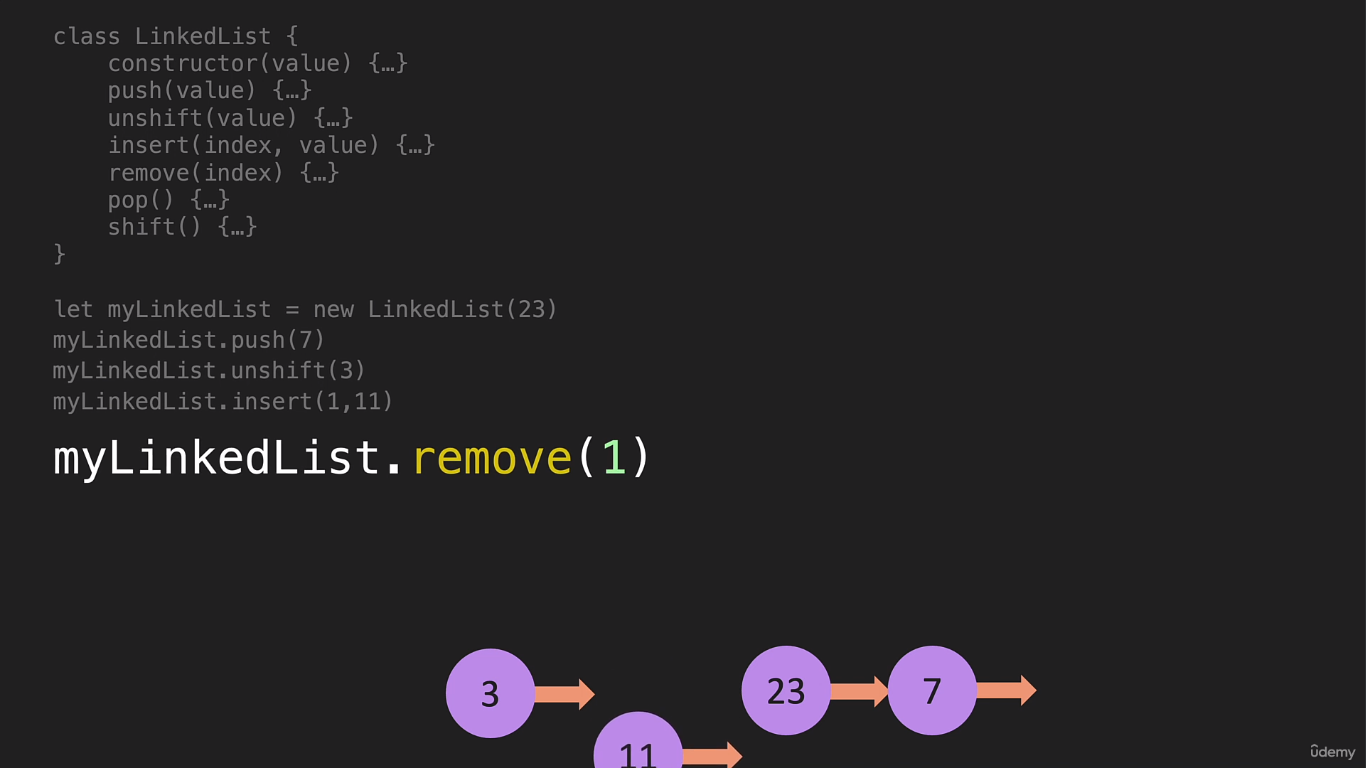 class LinkedList {
    constructor(value) {…}
    push(value) {…}
    unshift(value) {…}
    insert(index, value) {…}
    remove(index) {…}
    pop() {…}
    shift() {…}
}
let myLinkedList = new LinkedList(23)
myLinkedList.push(7)
myLinkedList.unshift(3)
myLinkedList.insert(1,11)
myLinkedList.remove(1)
3
23
7
11
ûdemy